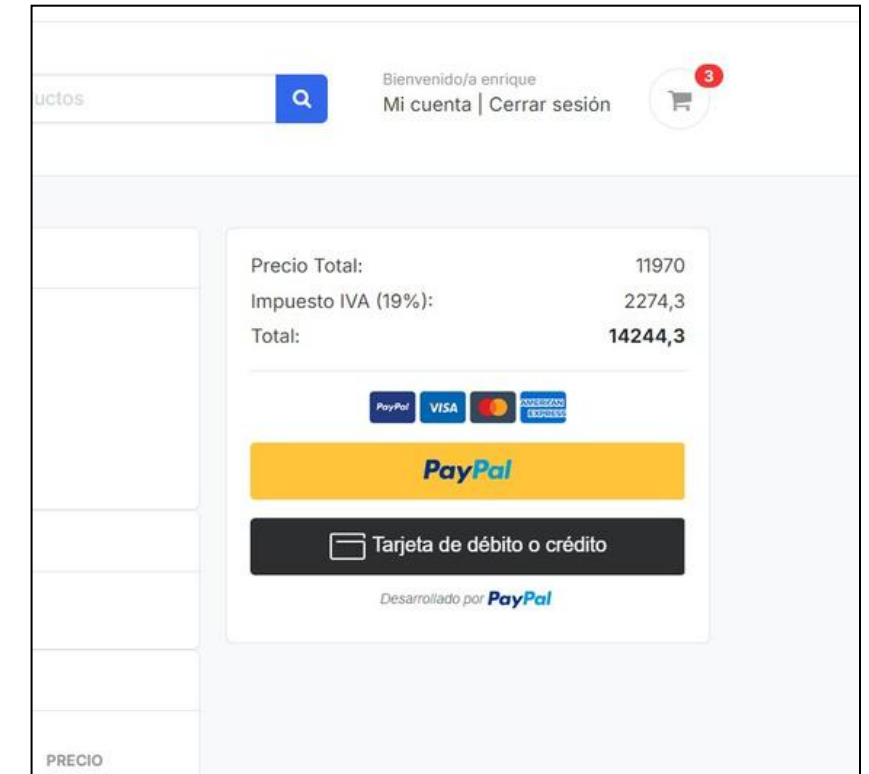 Bienvenido/a enrique
uctos
Mi cuenta | Cerrar sesión
3
Precio Total: 11970
Impuesto IVA (19%): 2274,3
Total: 14244,3
PayPal VISA AMERICAN EXPRESS
PayPal
Tarjeta de débito o crédito
Desarrollado por PayPal
PRECIO